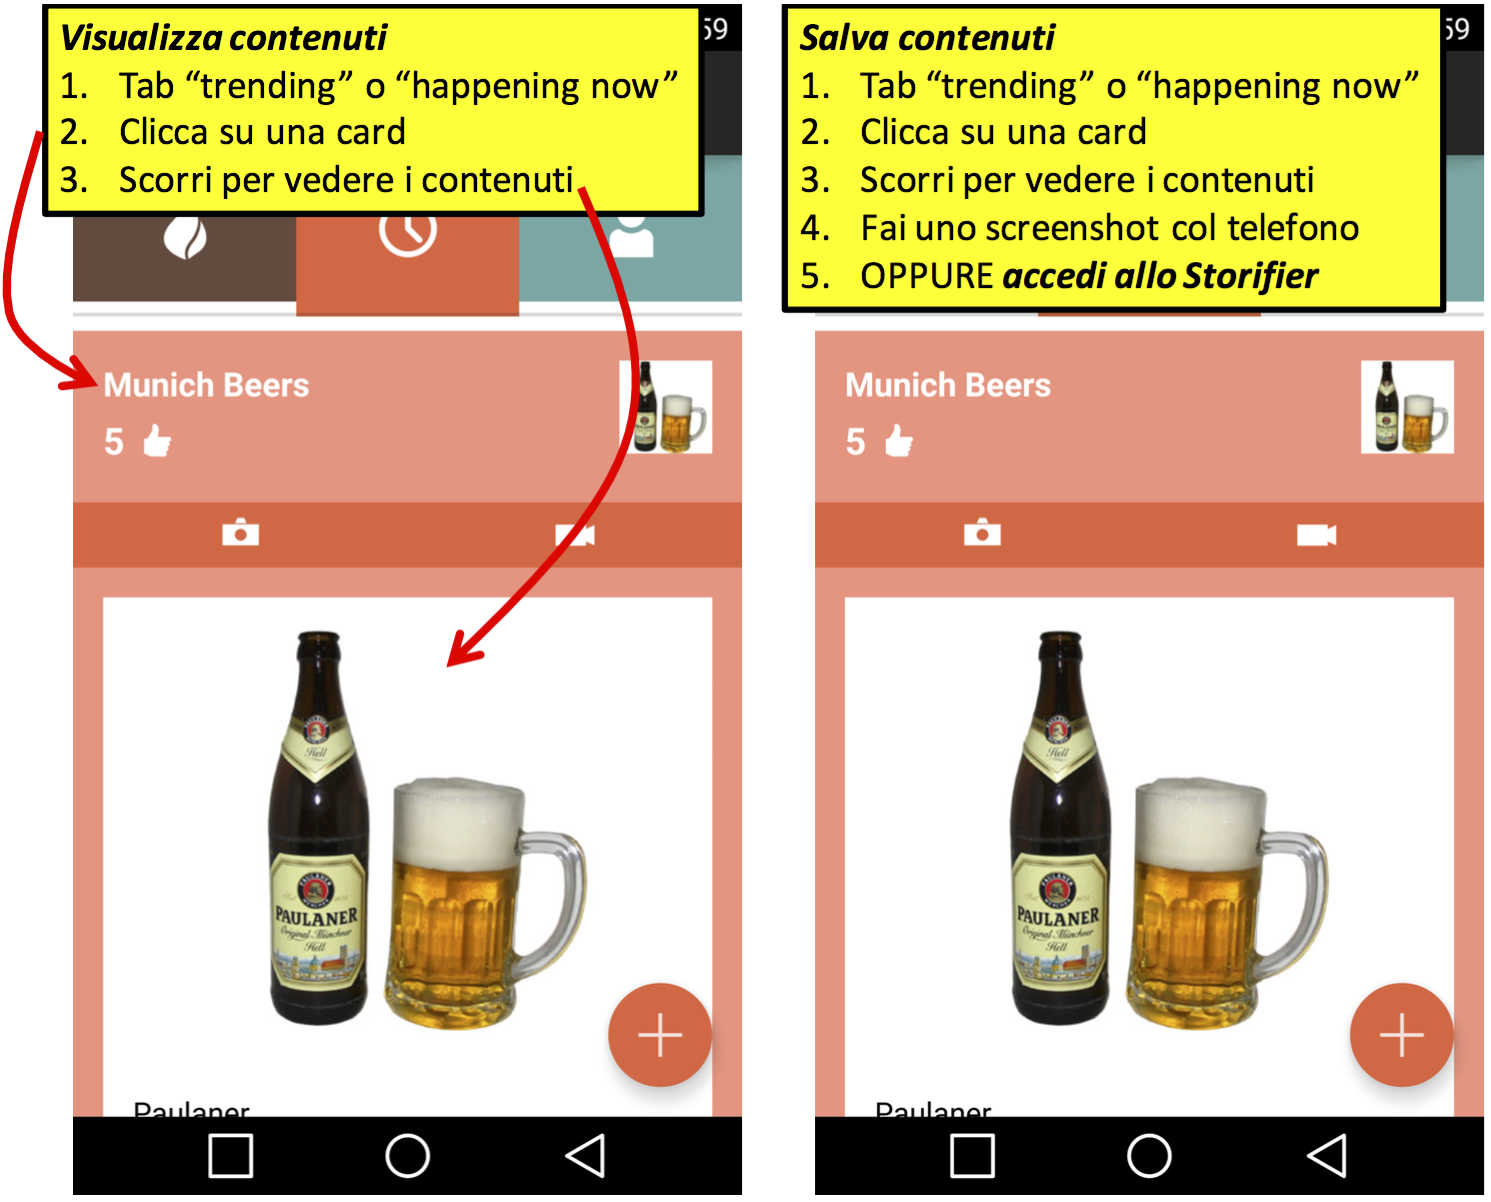 Visualizza contenuti
1. Tab “trending” o “happening now”
2. Clicca su una card
3. Scorri per vedere i contenuti
59
Munich Beers
5
Hell
PAULANER
Original Münchner
Hell
Paulaner
Salva contenuti
1. Tab “trending” o “happening now”
2. Clicca su una card
3. Scorri per vedere i contenuti
4. Fai uno screenshot col telefono
5. OPPURE accedi allo Storifier
59
Munich Beers
5
Hell
PAULANER
Original Münchner
Hell
Paulaner